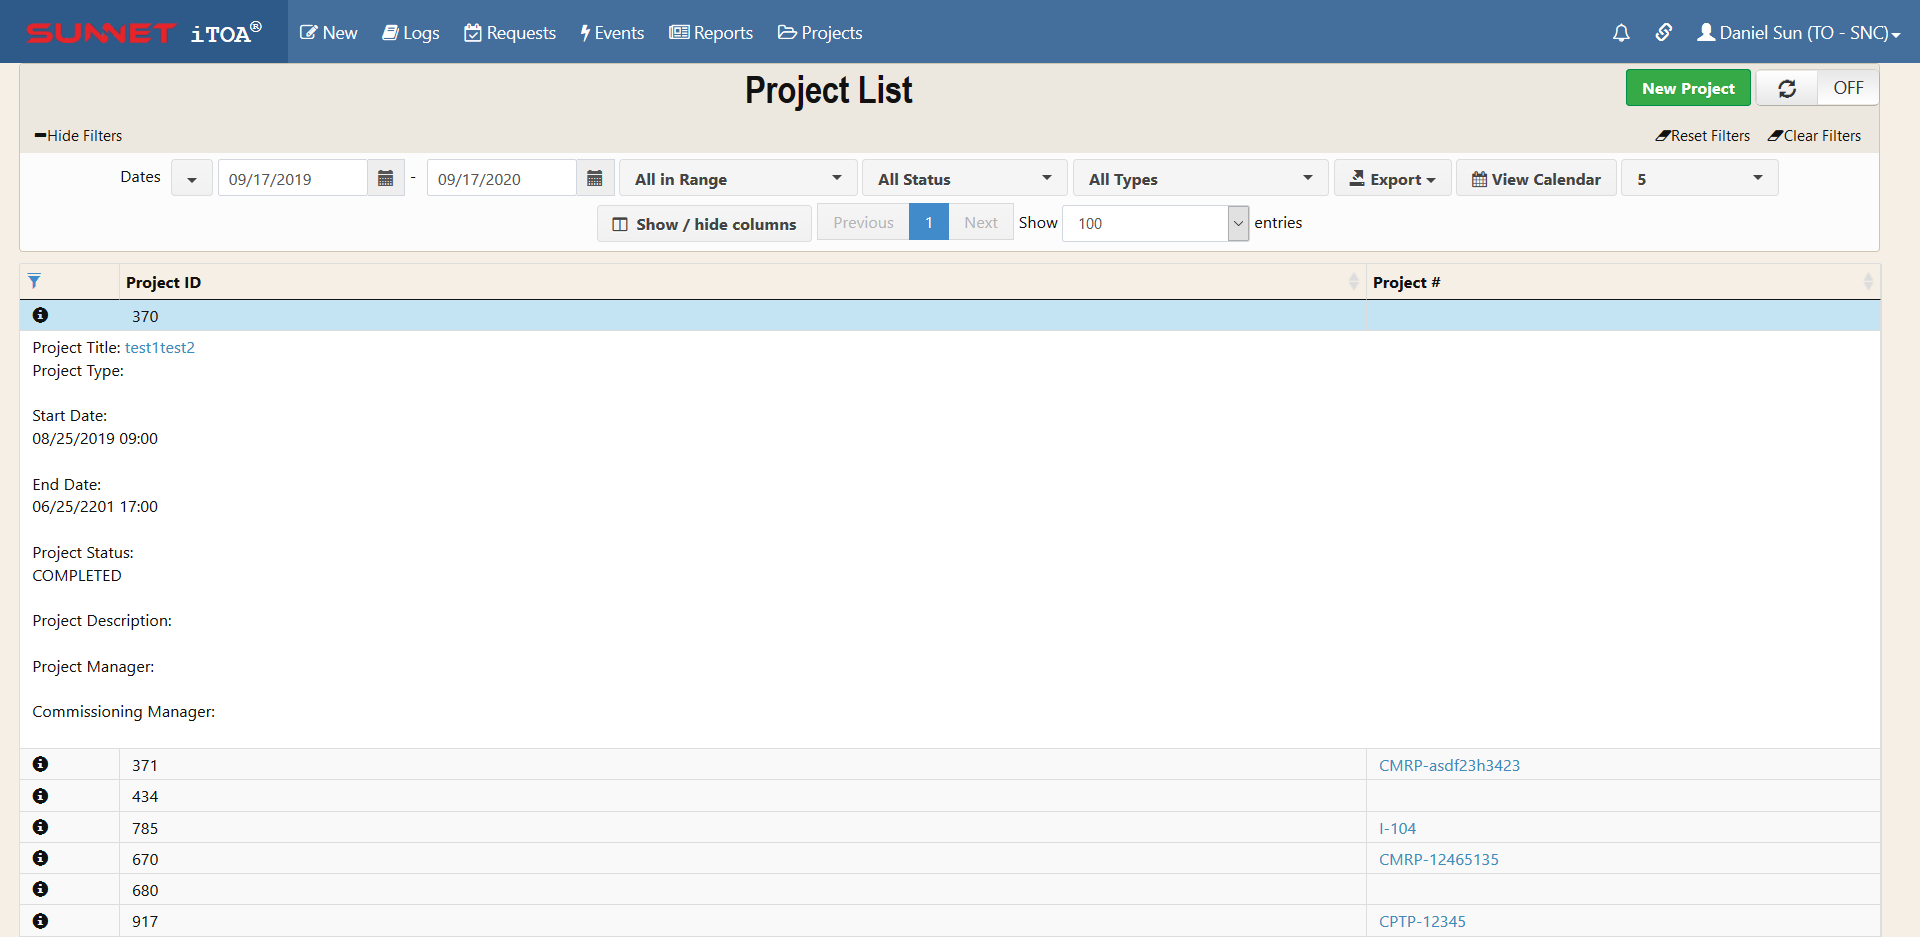 SUNNET iTOA® New Logs Requests Events Reports Projects Daniel Sun (TO - SNC)
Project List New Project OFF
Hide Filters Reset Filters Clear Filters
Dates 09/17/2019 - 09/17/2020 All in Range All Status All Types Export View Calendar 5
Show / hide columns Previous 1 Next Show 100 entries
Project ID Project #
370
Project Title: test1test2
Project Type:
Start Date:
08/25/2019 09:00
End Date:
06/25/2201 17:00
Project Status:
COMPLETED
Project Description:
Project Manager:
Commissioning Manager:
371 CMRP-asdf23h3423
434
785 I-104
670 CMRP-12465135
680
917 CPTP-12345